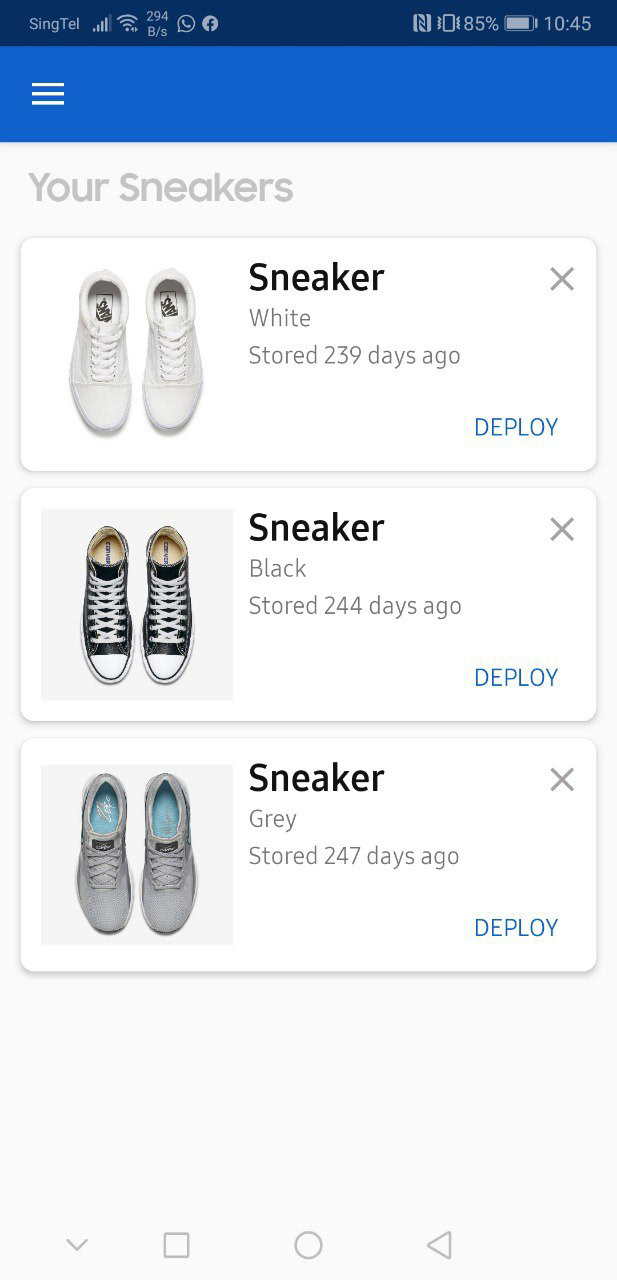 SingTel 294 B/s 85% 10:45
Your Sneakers
Sneaker
White
Stored 239 days ago
DEPLOY
Sneaker
Black
Stored 244 days ago
DEPLOY
Sneaker
Grey
Stored 247 days ago
DEPLOY